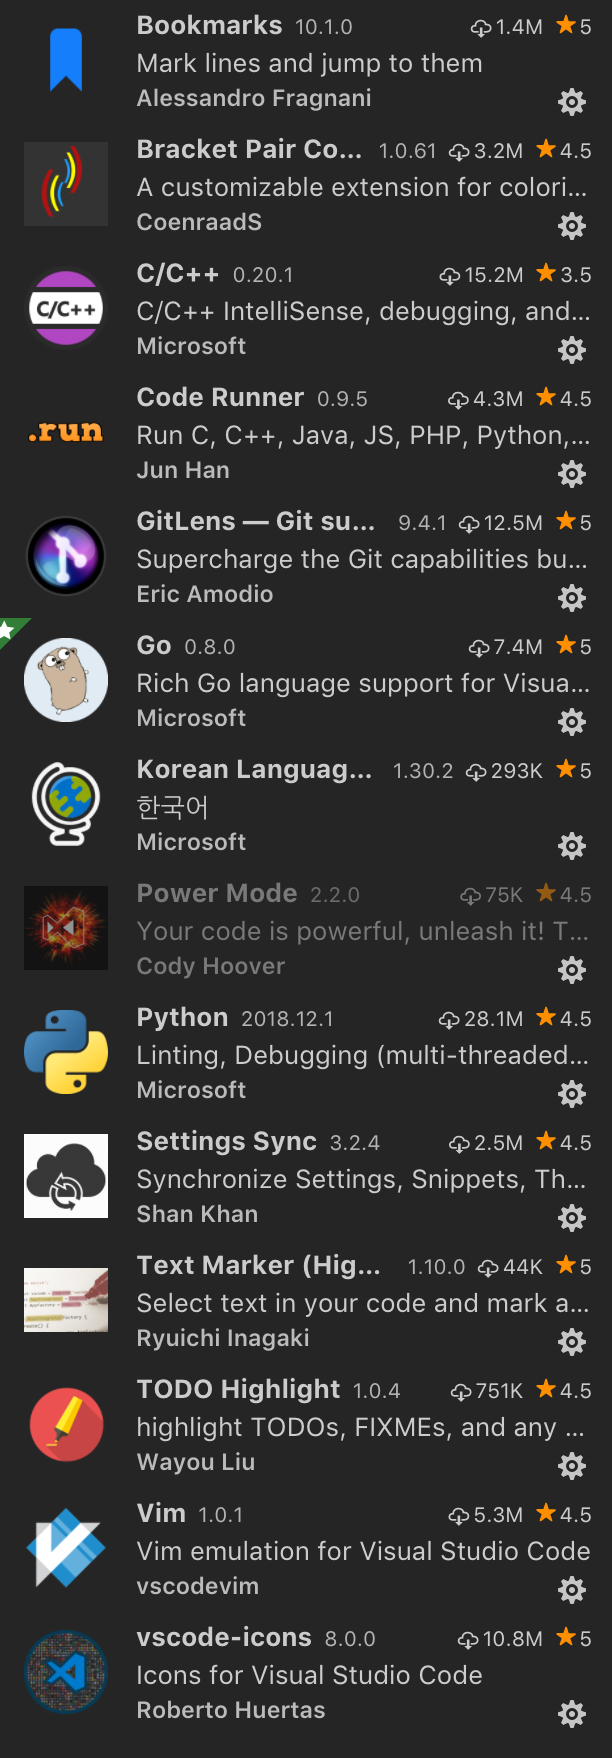 Bookmarks 10.1.0 1.4M 5
Mark lines and jump to them
Alessandro Fragnani
Bracket Pair Co... 1.0.61 3.2M 4.5
A customizable extension for colori...
CoenraadS
C/C++ 0.20.1 15.2M 3.5
C/C++
C/C++ IntelliSense, debugging, and...
Microsoft
Code Runner 0.9.5 4.3M 4.5
.run
Run C, C++, Java, JS, PHP, Python,...
Jun Han
GitLens — Git su... 9.4.1 12.5M 5
Supercharge the Git capabilities bu...
Eric Amodio
Go 0.8.0 7.4M 5
Rich Go language support for Visua...
Microsoft
Korean Languag... 1.30.2 293K 5
한국어
Microsoft
Power Mode 2.2.0 75K 4.5
Your code is powerful, unleash it! T...
Cody Hoover
Python 2018.12.1 28.1M 4.5
Linting, Debugging (multi-threaded...
Microsoft
Settings Sync 3.2.4 2.5M 4.5
Synchronize Settings, Snippets, Th...
Shan Khan
Text Marker (Hig... 1.10.0 44K 5
Select text in your code and mark a...
Ryuichi Inagaki
TODO Highlight 1.0.4 751K 4.5
highlight TODOs, FIXMEs, and any ...
Wayou Liu
Vim 1.0.1 5.3M 4.5
Vim emulation for Visual Studio Code
vscodevim
vscode-icons 8.0.0 10.8M 5
Icons for Visual Studio Code
Roberto Huertas